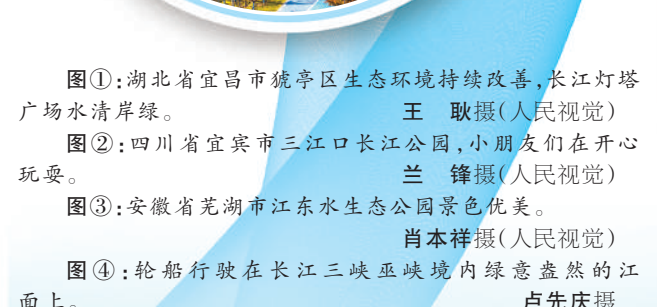 图①:湖北省宜昌市猇亭区生态环境持续改善,长江灯塔
广场水清岸绿。 王 耿摄(人民视觉)
图②:四川省宜宾市三江口长江公园,小朋友们在开心
玩耍。 兰 锋摄(人民视觉)
图③:安徽省芜湖市江东水生态公园景色优美。
肖本祥摄(人民视觉)
图④:轮船行驶在长江三峡巫峡境内绿意盎然的江
面上。 卢先庆摄